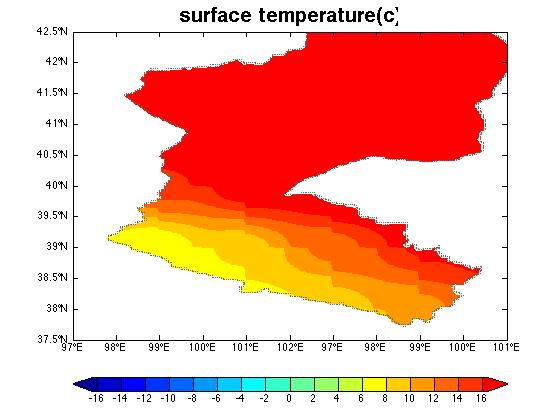 surface temperature(c)
42.5°N
42°N
41.5°N
41°N
40.5°N
40°N
39.5°N
39°N
38.5°N
38°N
37.5°N
97°E 98°E 99°E 100°E 101°E 102°E 97°E 98°E 99°E 100°E 101°E
-16 -14 -12 -10 -8 -6 -4 -2 0 2 4 6 8 10 12 14 16